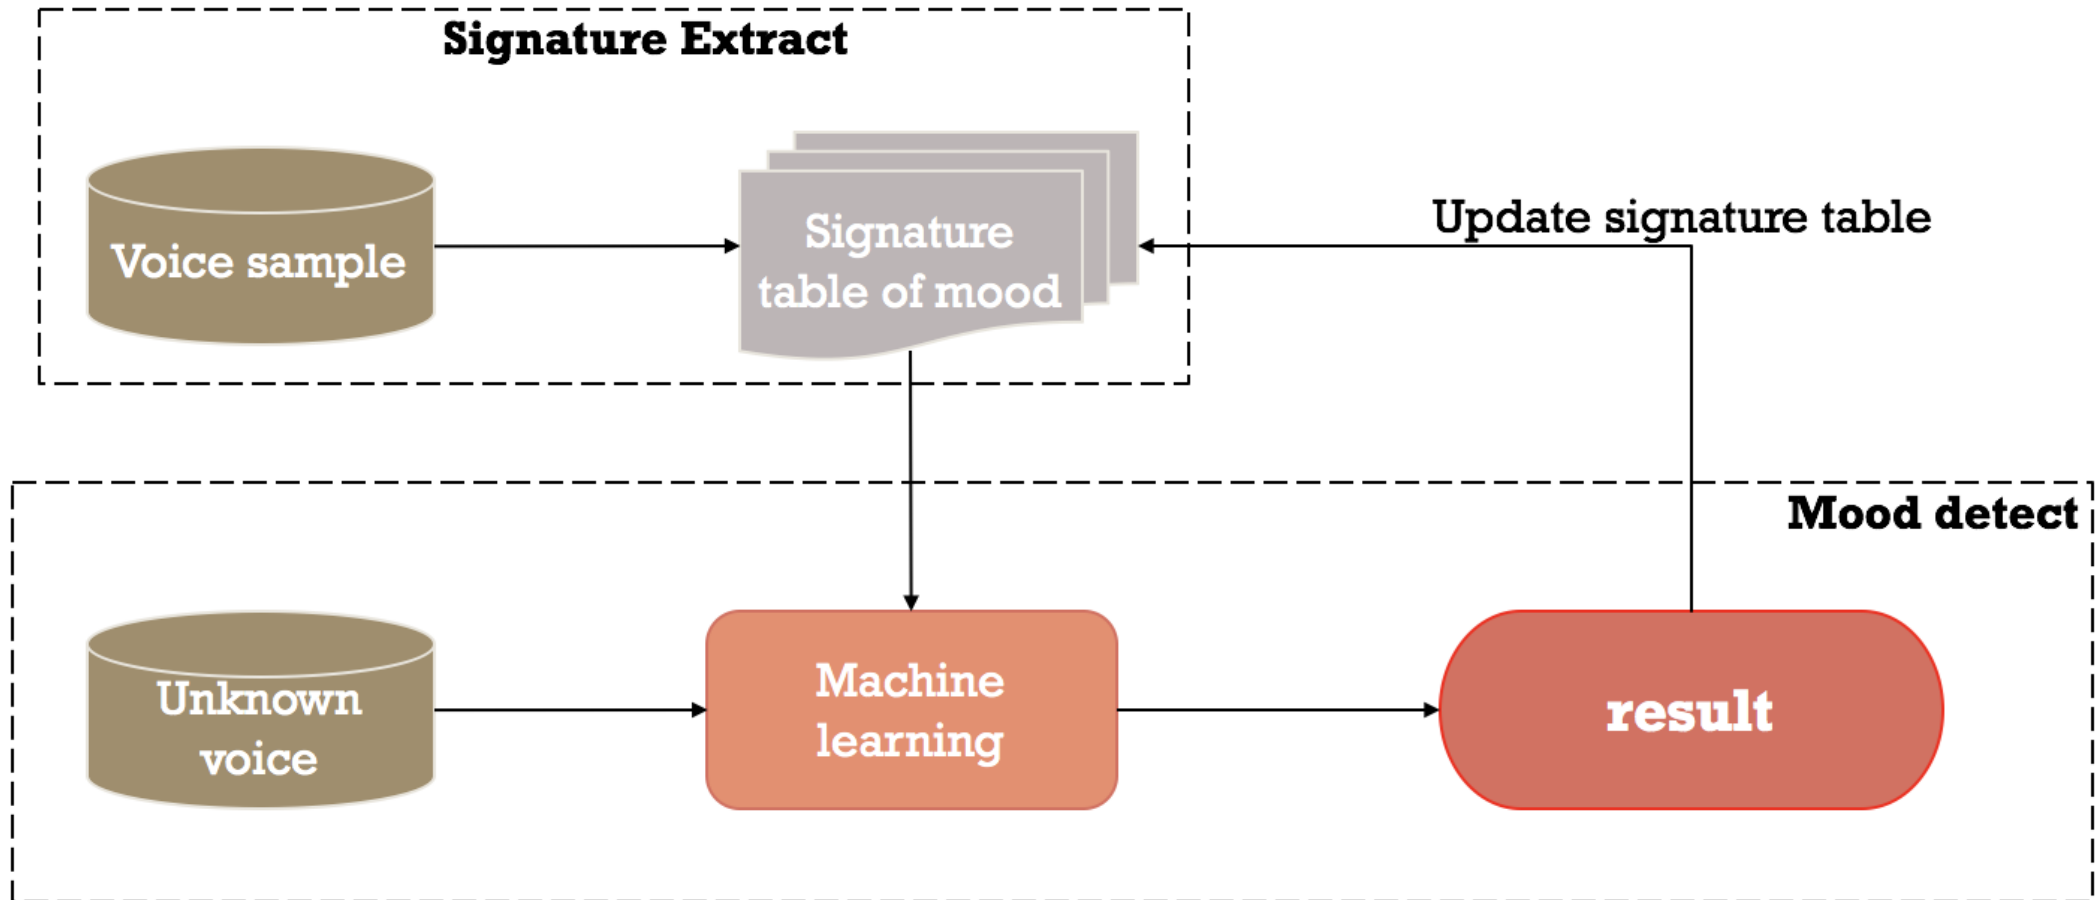 Signature Extract
Voice sample
Signature
table of mood
Update signature table
Mood detect
Unknown
voice
Machine
learning
result